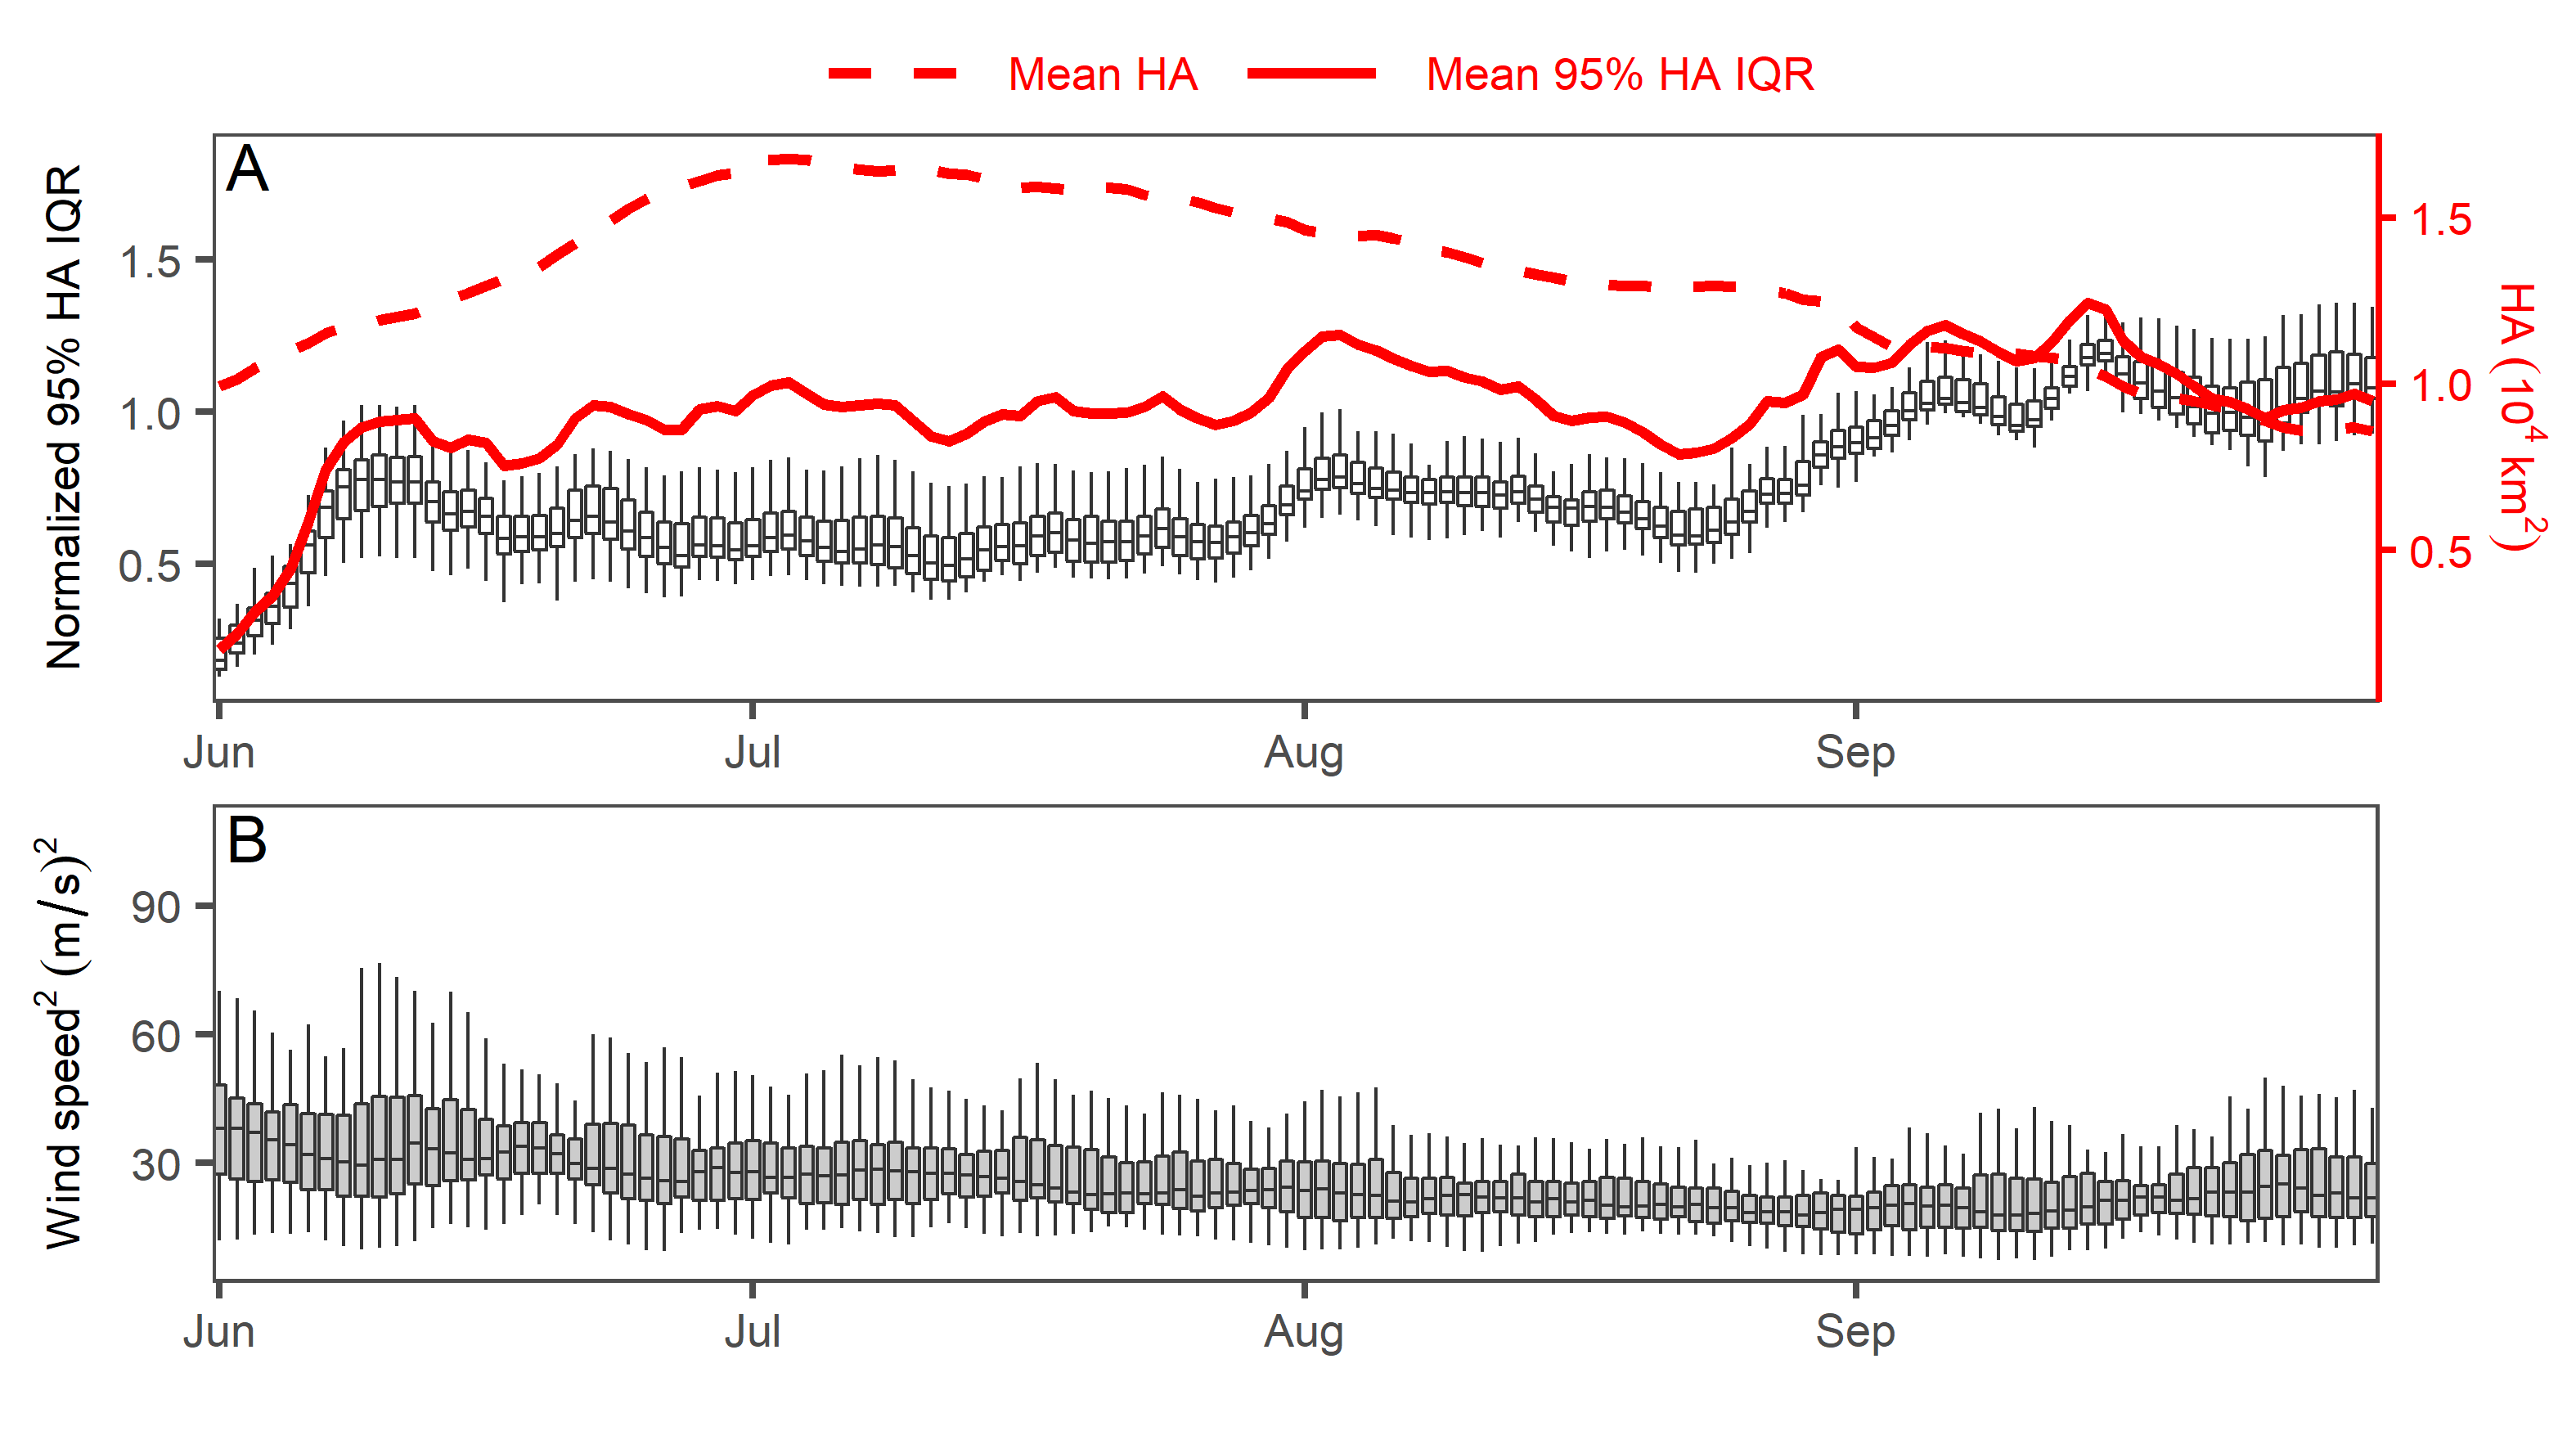 Mean HA Mean 95% HA IQR
A
Normalized 95% HA IQR
1.5
1.0
0.5
1.5
1.0
0.5
HA (10⁴ km²)
Jun Jul Aug Sep
B
Wind speed² (m/s)²
90
60
30
Jun Jul Aug Sep